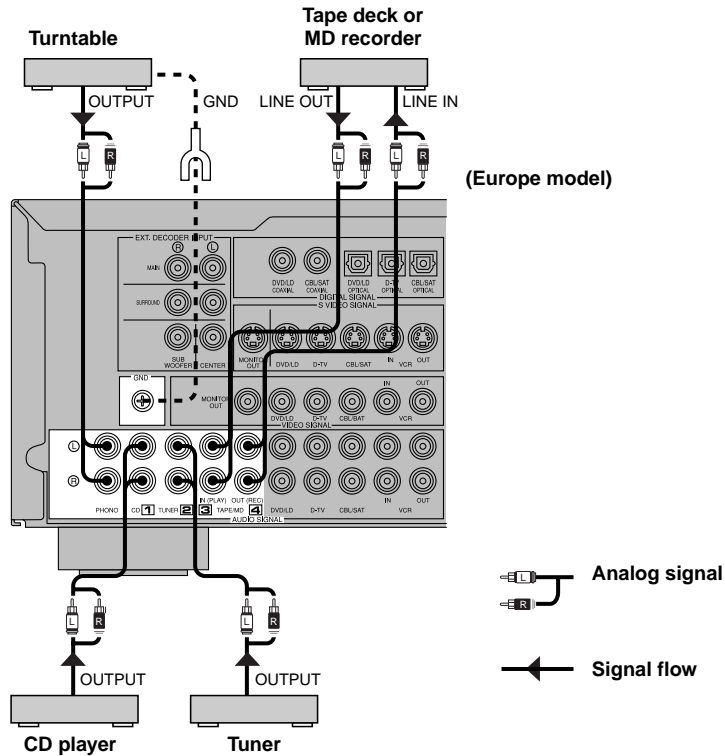 Turntable
Tape deck or
MD recorder
OUTPUT
GND
LINE OUT
LINE IN
L R
L R
L R
(Europe model)
EXT. DECODER INPUT
R L
MAIN
SURROUND
SUB
WOOFER
CENTER
DVD/LD
COAXIAL
CBL/SAT
COAXIAL
DVD/LD
OPTICAL
D-TV
OPTICAL
CBL/SAT
OPTICAL
DIGITAL SIGNAL
S VIDEO SIGNAL
MONITOR
OUT
DVD/LD
D-TV
CBL/SAT
IN
VCR
OUT
GND
MONITOR
OUT
DVD/LD
D-TV
CBL/SAT
IN
VCR
OUT
VIDEO SIGNAL
L
R
PHONO
CD 1
TUNER 2
3
IN (PLAY)
TAPE/MD
OUT (REC)
4
DVD/LD
D-TV
CBL/SAT
IN
VCR
OUT
AUDIO SIGNAL
L R
L R
OUTPUT
OUTPUT
CD player
Tuner
L
R
Analog signal
Signal flow